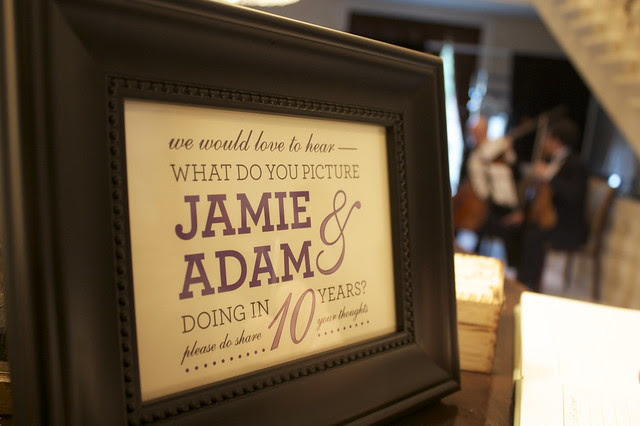 we would love to hear —
WHAT DO YOU PICTURE
JAMIE &
ADAM
DOING IN 10 YEARS?
please do share your thoughts